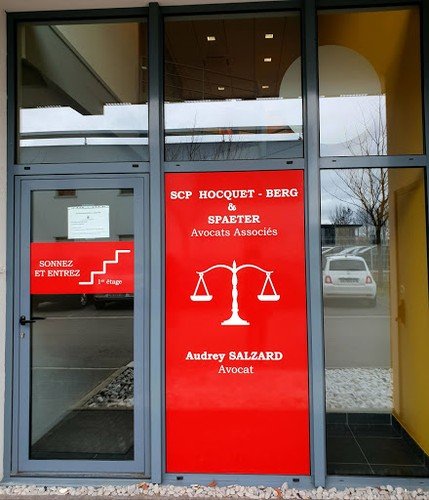 SCP HOCQUET - BERG
&
SPAETER
Avocats Associés
SONNEZ
ET ENTREZ
1er étage
Audrey SALZARD
Avocat